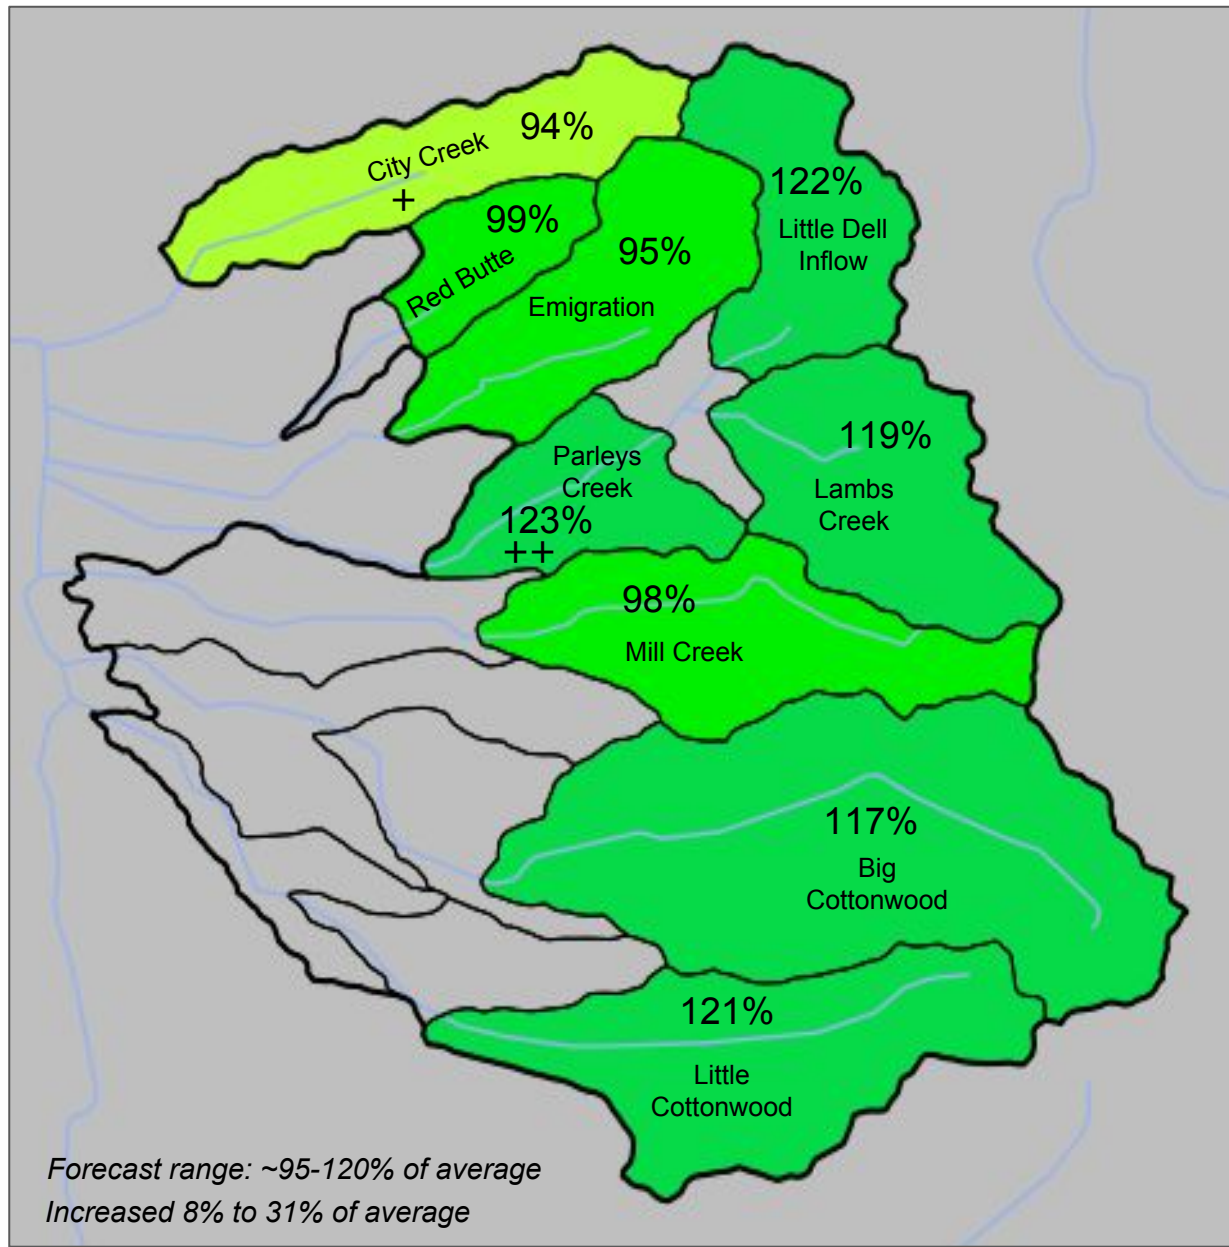 94%
City Creek
+
99%
Red Butte
95%
Emigration
122%
Little Dell
Inflow
119%
Lambs
Creek
Parleys
Creek
123%
++
98%
Mill Creek
117%
Big
Cottonwood
121%
Little
Cottonwood
Forecast range: ~95-120% of average
Increased 8% to 31% of average